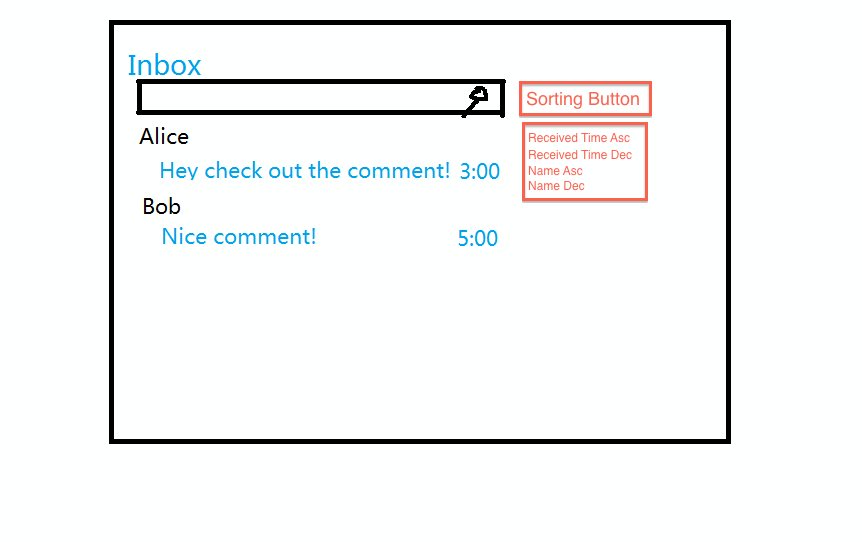 Inbox
Sorting Button
Alice
Received Time Asc
Received Time Dec
Hey check out the comment! 3:00
Name Asc
Name Dec
Bob
Nice comment! 5:00